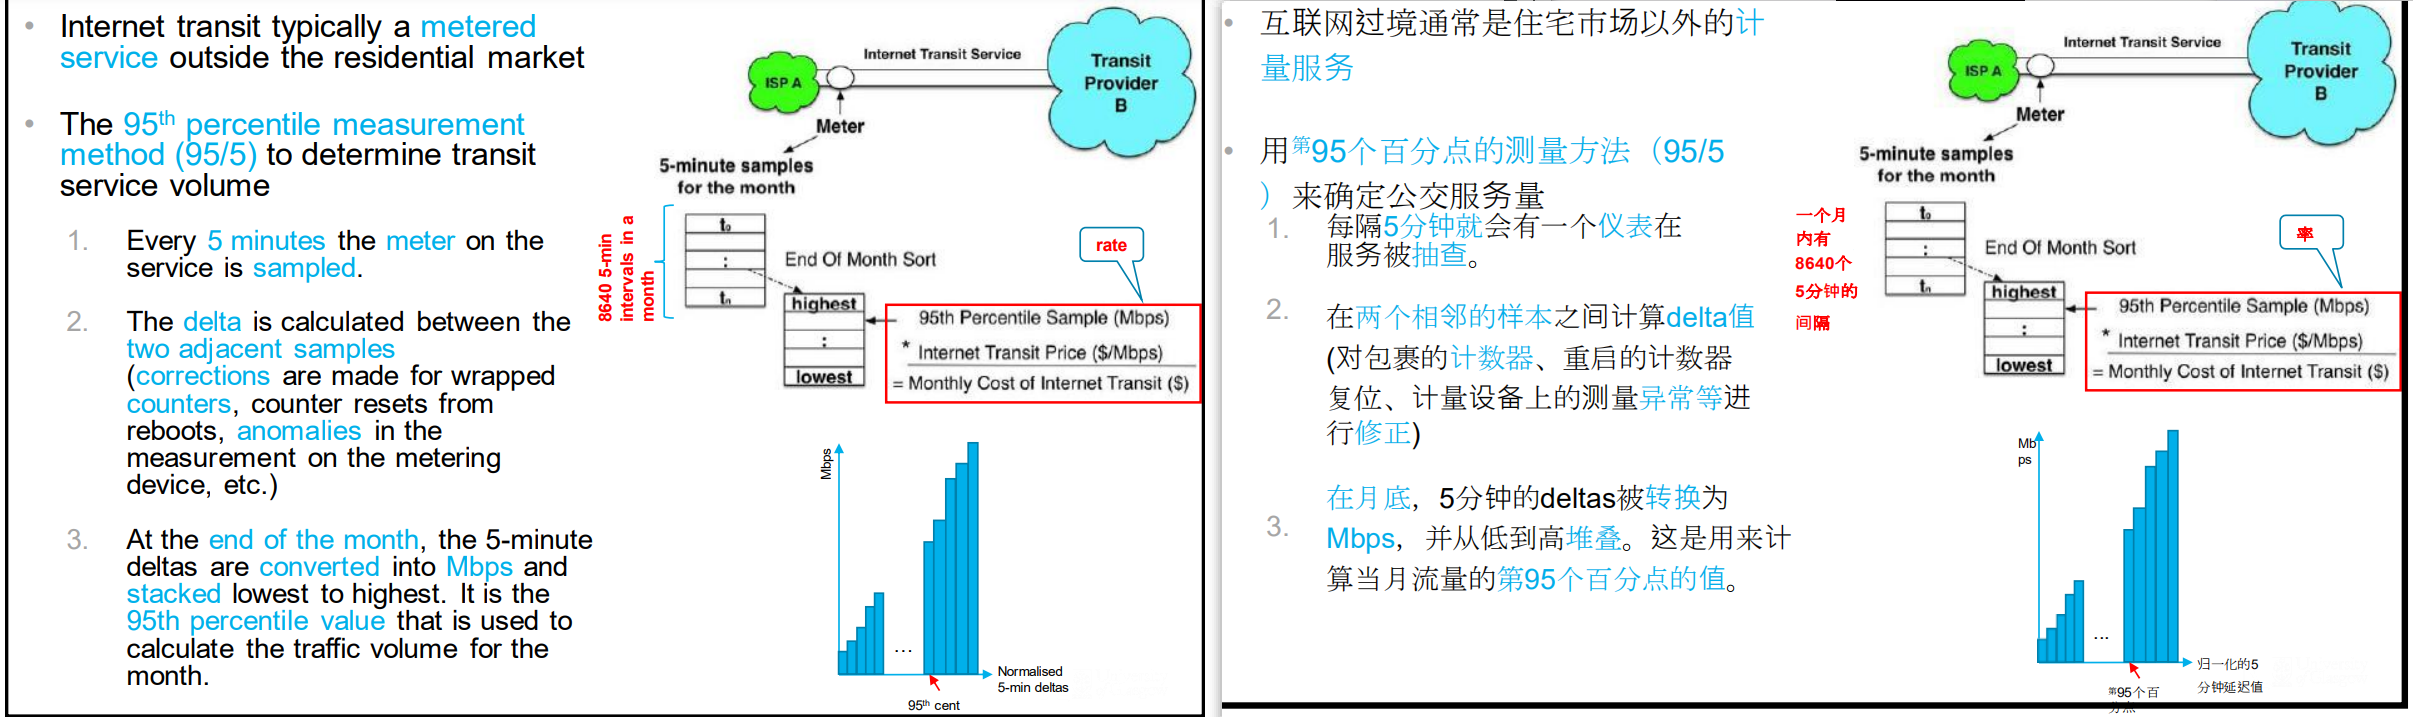 • Internet transit typically a metered
service outside the residential market
• The 95th percentile measurement
method (95/5) to determine transit
service volume
1. Every 5 minutes the meter on the
service is sampled.
2. The delta is calculated between the
two adjacent samples
(corrections are made for wrapped
counters, counter resets from
reboots, anomalies in the
measurement on the metering
device, etc.)
3. At the end of the month, the 5-minute
deltas are converted into Mbps and
stacked lowest to highest. It is the
95th percentile value that is used to
calculate the traffic volume for the
month.
ISP A
Internet Transit Service
Transit
Provider
B
Meter
5-minute samples
for the month
8640 5-min
intervals in a
month
t₀
:
tₙ
End Of Month Sort
rate
highest
:
lowest
95th Percentile Sample (Mbps)
* Internet Transit Price ($/Mbps)
= Monthly Cost of Internet Transit ($)
Mbps
...
Normalised
5-min deltas
95th cent
• 互联网过境通常是住宅市场以外的计
量服务
• 用第95个百分点的测量方法（95/5
）来确定公交服务量
1. 每隔5分钟就会有一个仪表在
服务被抽查。
2. 在两个相邻的样本之间计算delta值
(对包裹的计数器、重启的计数器
复位、计量设备上的测量异常等进
行修正)
3. 在月底，5分钟的deltas被转换为
Mbps，并从低到高堆叠。这是用来计
算当月流量的第95个百分点的值。
ISP A
Internet Transit Service
Transit
Provider
B
Meter
5-minute samples
for the month
一个月
内有
8640个
5分钟的
间隔
t₀
:
tₙ
End Of Month Sort
率
highest
:
lowest
95th Percentile Sample (Mbps)
* Internet Transit Price ($/Mbps)
= Monthly Cost of Internet Transit ($)
Mb
ps
...
归一化的5
分钟延迟值
第95个百
分点